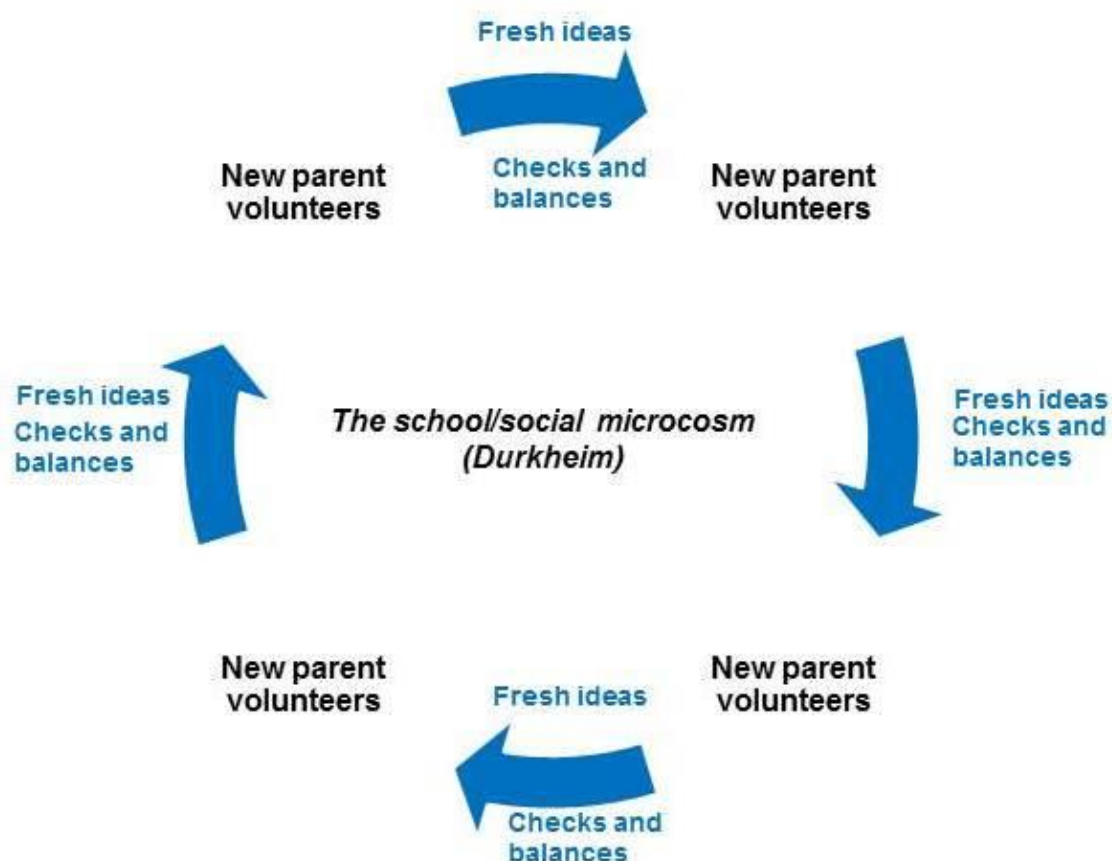 Fresh ideas
Checks and
balances
New parent
volunteers
New parent
volunteers
Fresh ideas
Checks and
balances
The school/social microcosm
(Durkheim)
Fresh ideas
Checks and
balances
New parent
volunteers
New parent
volunteers
Fresh ideas
Checks and
balances